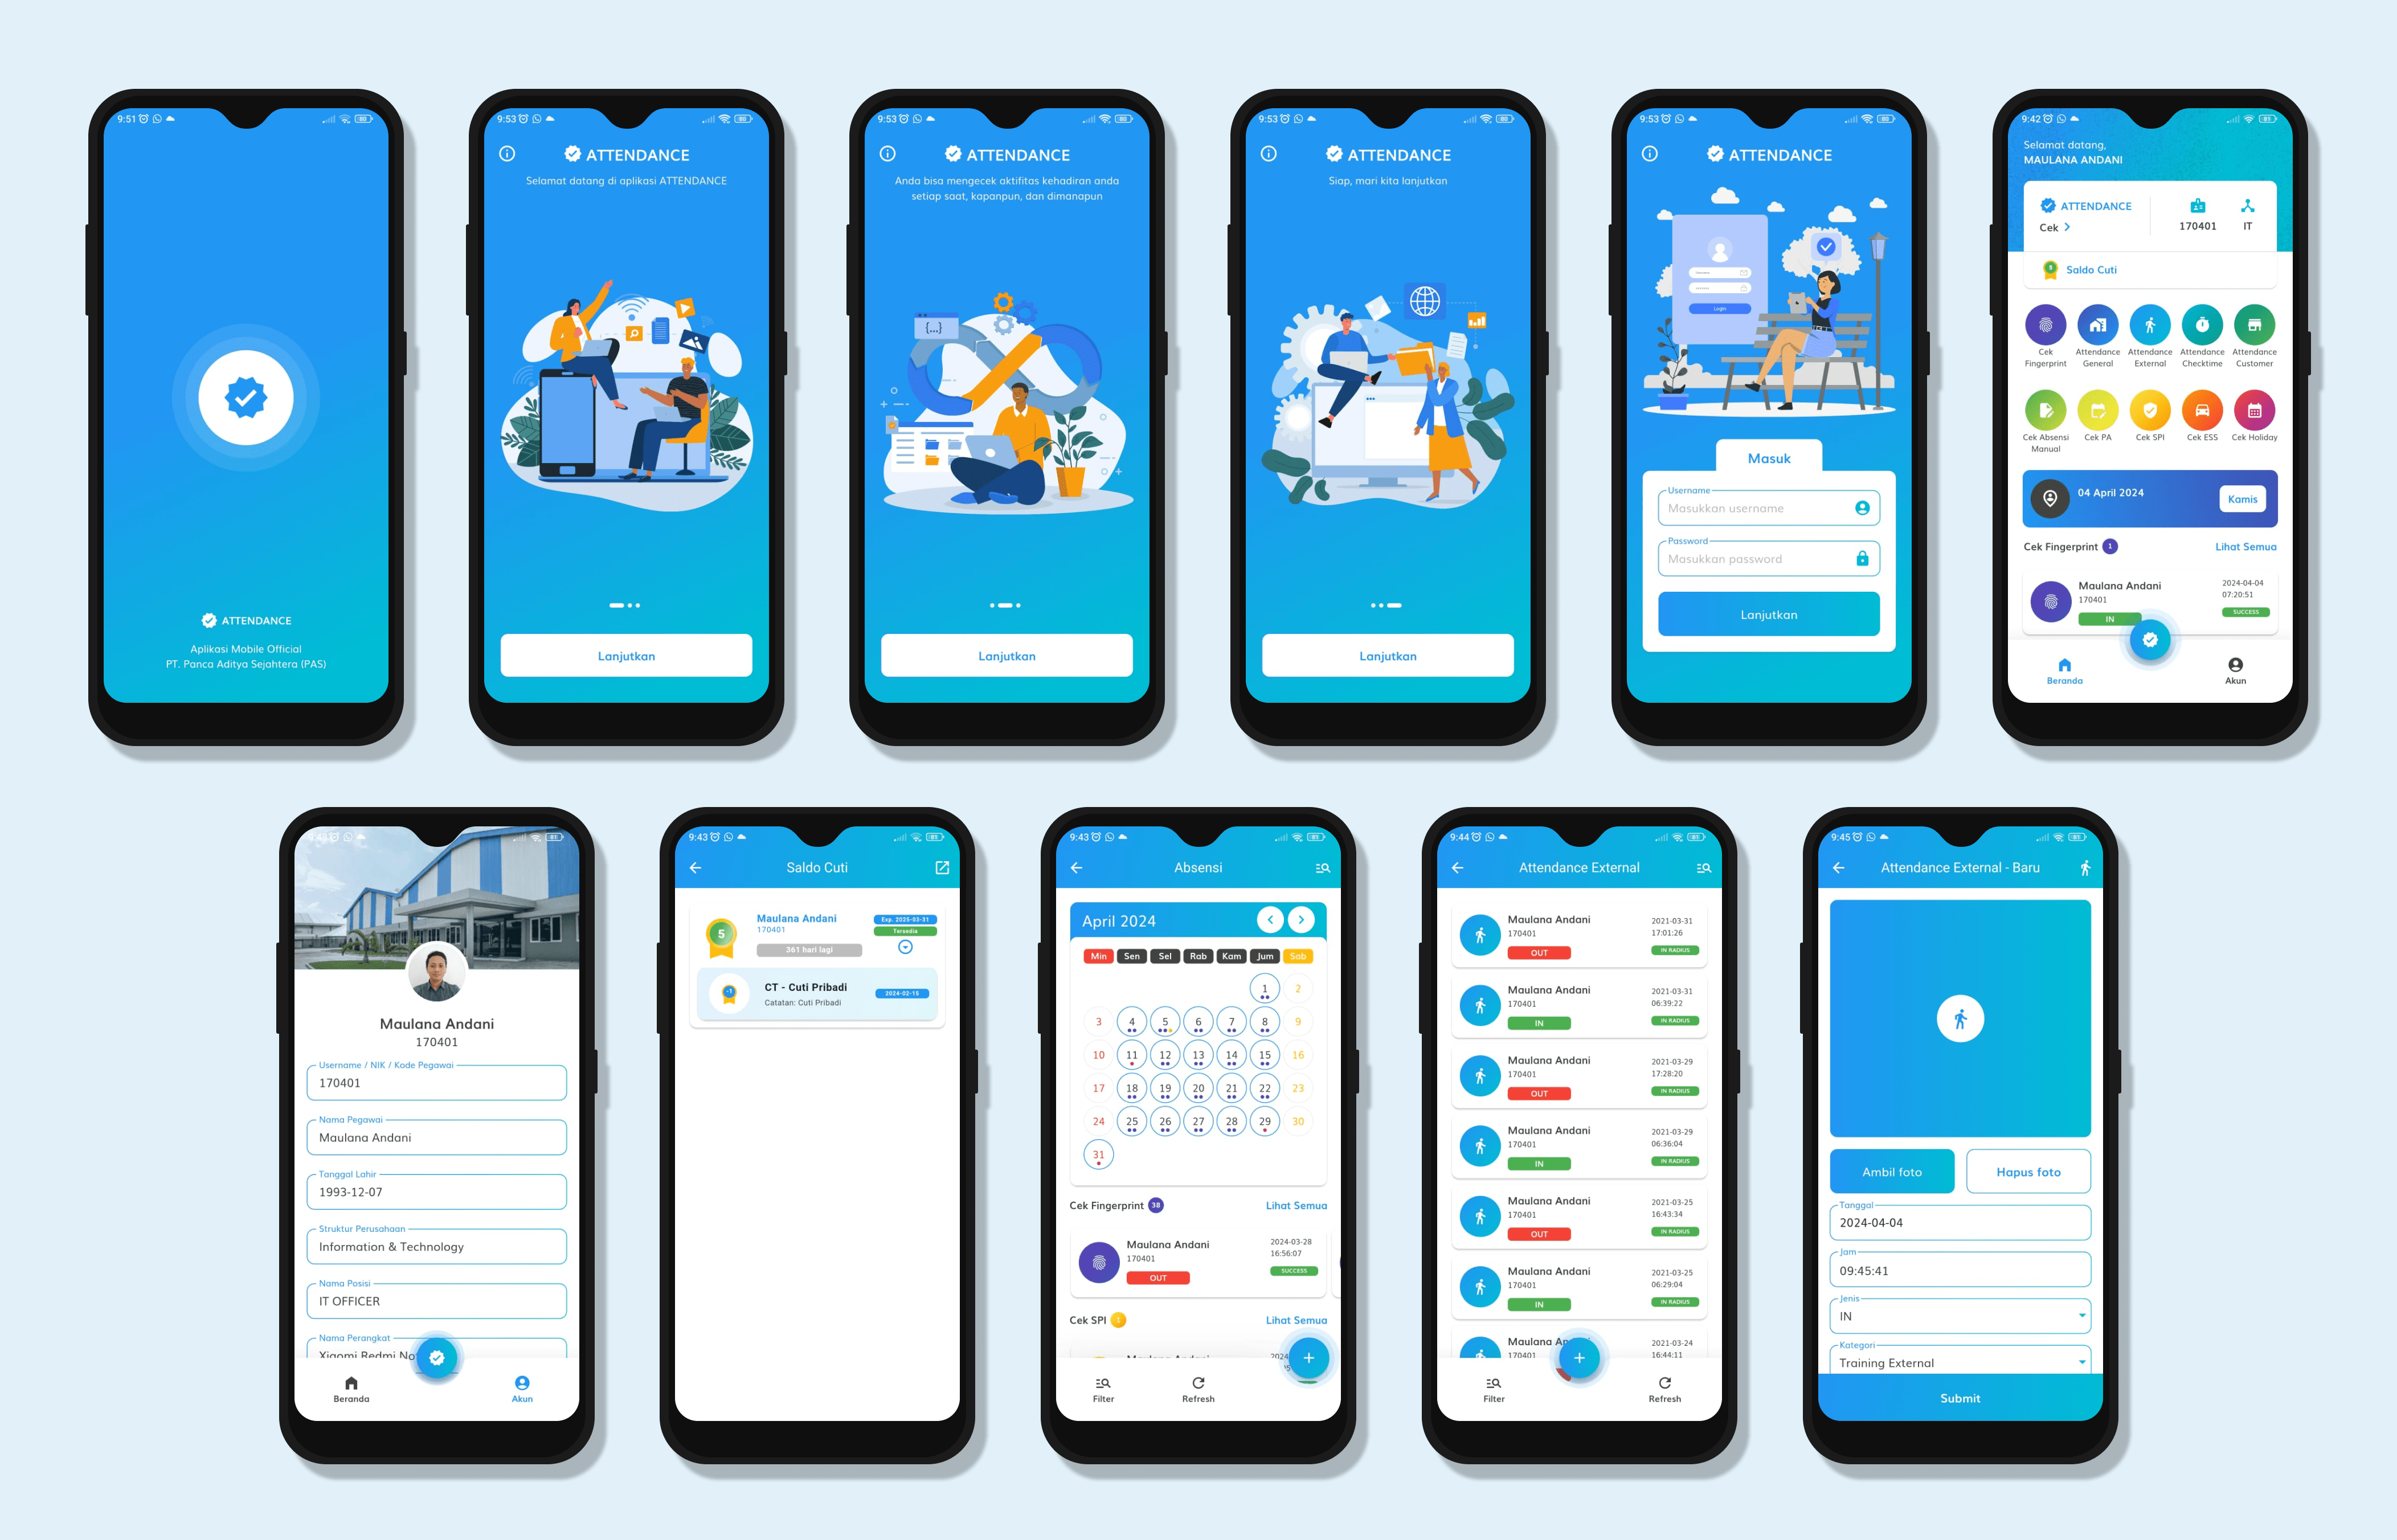 9:51
80
ATTENDANCE
Aplikasi Mobile Official
PT. Panca Aditya Sejahtera (PAS)
9:53
80
ATTENDANCE
Selamat datang di aplikasi ATTENDANCE
{...}
Lanjutkan
9:53
80
ATTENDANCE
Anda bisa mengecek aktifitas kehadiran anda
setiap saat, kapanpun, dan dimanapun
Lanjutkan
9:53
80
ATTENDANCE
Siap, mari kita lanjutkan
Lanjutkan
9:53
80
ATTENDANCE
Login
Masuk
Username
Masukkan username
Password
Masukkan password
Lanjutkan
9:42
81
Selamat datang,
MAULANA ANDANI
ATTENDANCE
Cek
170401
IT
5
Saldo Cuti
Cek
Fingerprint
Attendance
General
Attendance
External
Attendance
Checktime
Attendance
Customer
Cek Absensi
Manual
Cek PA
Cek SPI
Cek ESS
Cek Holiday
04 April 2024
Kamis
Cek Fingerprint 1
Lihat Semua
Maulana Andani
170401
IN
2024-04-04
07:20:51
SUCCESS
Beranda
Akun
81
Maulana Andani
170401
Username / NIK / Kode Pegawai
170401
Nama Pegawai
Maulana Andani
Tanggal Lahir
1993-12-07
Struktur Perusahaan
Information & Technology
Nama Posisi
IT OFFICER
Nama Perangkat
Xiaomi Redmi
Beranda
Akun
9:43
81
Saldo Cuti
5
Maulana Andani
170401
361 hari lagi
Exp. 2025-03-31
Tersedia
-1
CT - Cuti Pribadi
Catatan: Cuti Pribadi
2024-02-15
9:43
81
Absensi
April 2024
Min Sen Sel Rab Kam Jum Sab
1 2
3 4 5 6 7 8 9
10 11 12 13 14 15 16
17 18 19 20 21 22 23
24 25 26 27 28 29 30
31
Cek Fingerprint 38
Lihat Semua
Maulana Andani
170401
OUT
2024-03-28
16:56:07
SUCCESS
Cek SPI 1
Lihat Semua
Maulana Andani
Filter
Refresh
9:44
81
Attendance External
Maulana Andani
170401
OUT
2021-03-31
17:01:26
IN RADIUS
Maulana Andani
170401
IN
2021-03-31
06:39:22
IN RADIUS
Maulana Andani
170401
OUT
2021-03-29
17:28:20
IN RADIUS
Maulana Andani
170401
IN
2021-03-29
06:36:04
IN RADIUS
Maulana Andani
170401
OUT
2021-03-25
16:43:34
IN RADIUS
Maulana Andani
170401
IN
2021-03-25
06:29:04
IN RADIUS
Maulana
170401
2021-03-24
16:44:11
Filter
Refresh
9:45
81
Attendance External - Baru
Ambil foto
Hapus foto
Tanggal
2024-04-04
Jam
09:45:41
Jenis
IN
Kategori
Training External
Submit